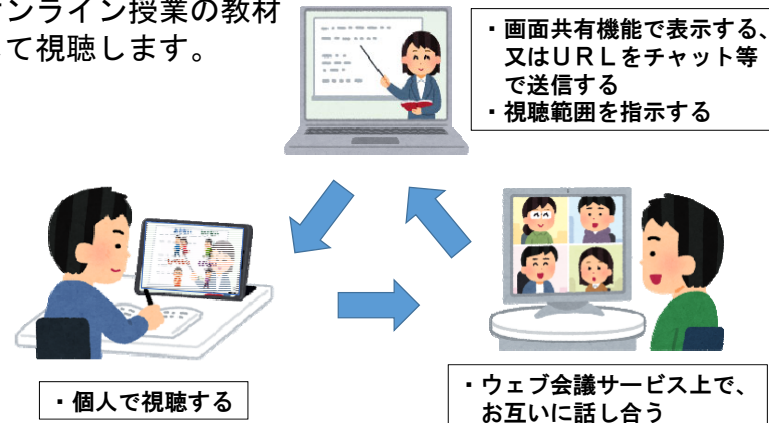 ンライン授業の教材
て視聴します。
・画面共有機能で表示する、
又はＵＲＬをチャット等
で送信する
・視聴範囲を指示する
・個人で視聴する
・ウェブ会議サービス上で、
お互いに話し合う